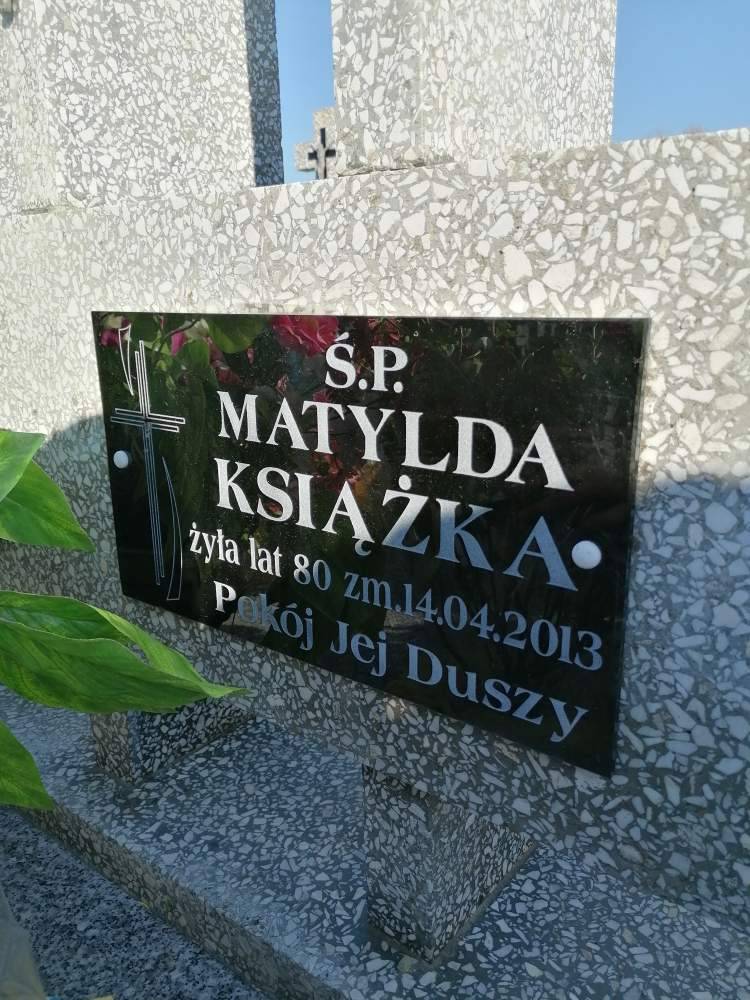 Ś.P.
MATYLDA
KSIĄŻKA
żyła lat 80 zm.14.04.2013
Pokój Jej Duszy